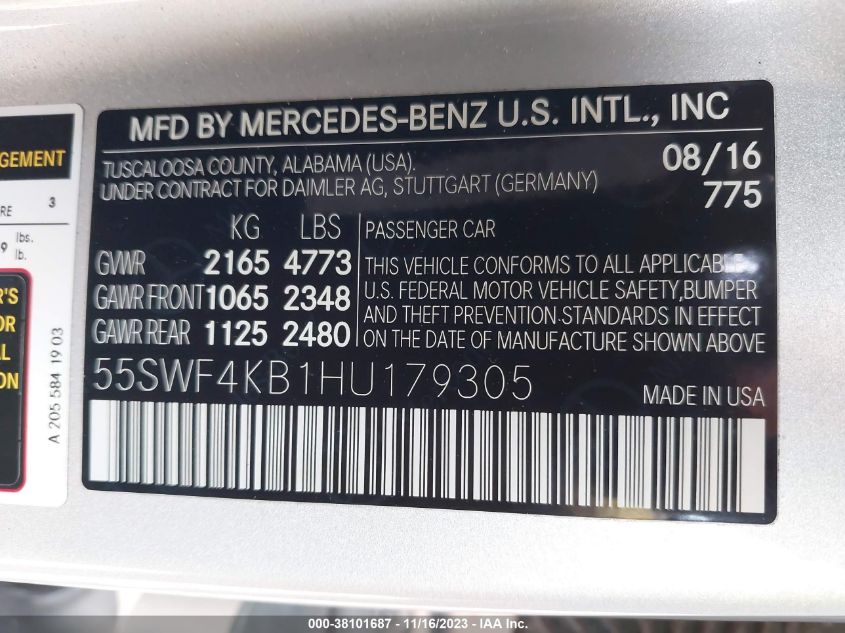 MFD BY MERCEDES-BENZ U.S. INTL., INC
TUSCALOOSA COUNTY, ALABAMA (USA).
UNDER CONTRACT FOR DAIMLER AG, STUTTGART (GERMANY)
08/16
775
KG LBS
GVWR 2165 4773
GAWR FRONT 1065 2348
GAWR REAR 1125 2480
PASSENGER CAR
THIS VEHICLE CONFORMS TO ALL APPLICABLE
U.S. FEDERAL MOTOR VEHICLE SAFETY, BUMPER
AND THEFT PREVENTION STANDARDS IN EFFECT
ON THE DATE OF MANUFACTURE SHOWN ABOVE
55SWF4KB1HU179305
MADE IN USA
GEMENT
RE 3
9 lbs.
lb.
R'S
OR
L
ON
A 205 584 19 03
000-38101687 - 11/16/2023 - IAA Inc.